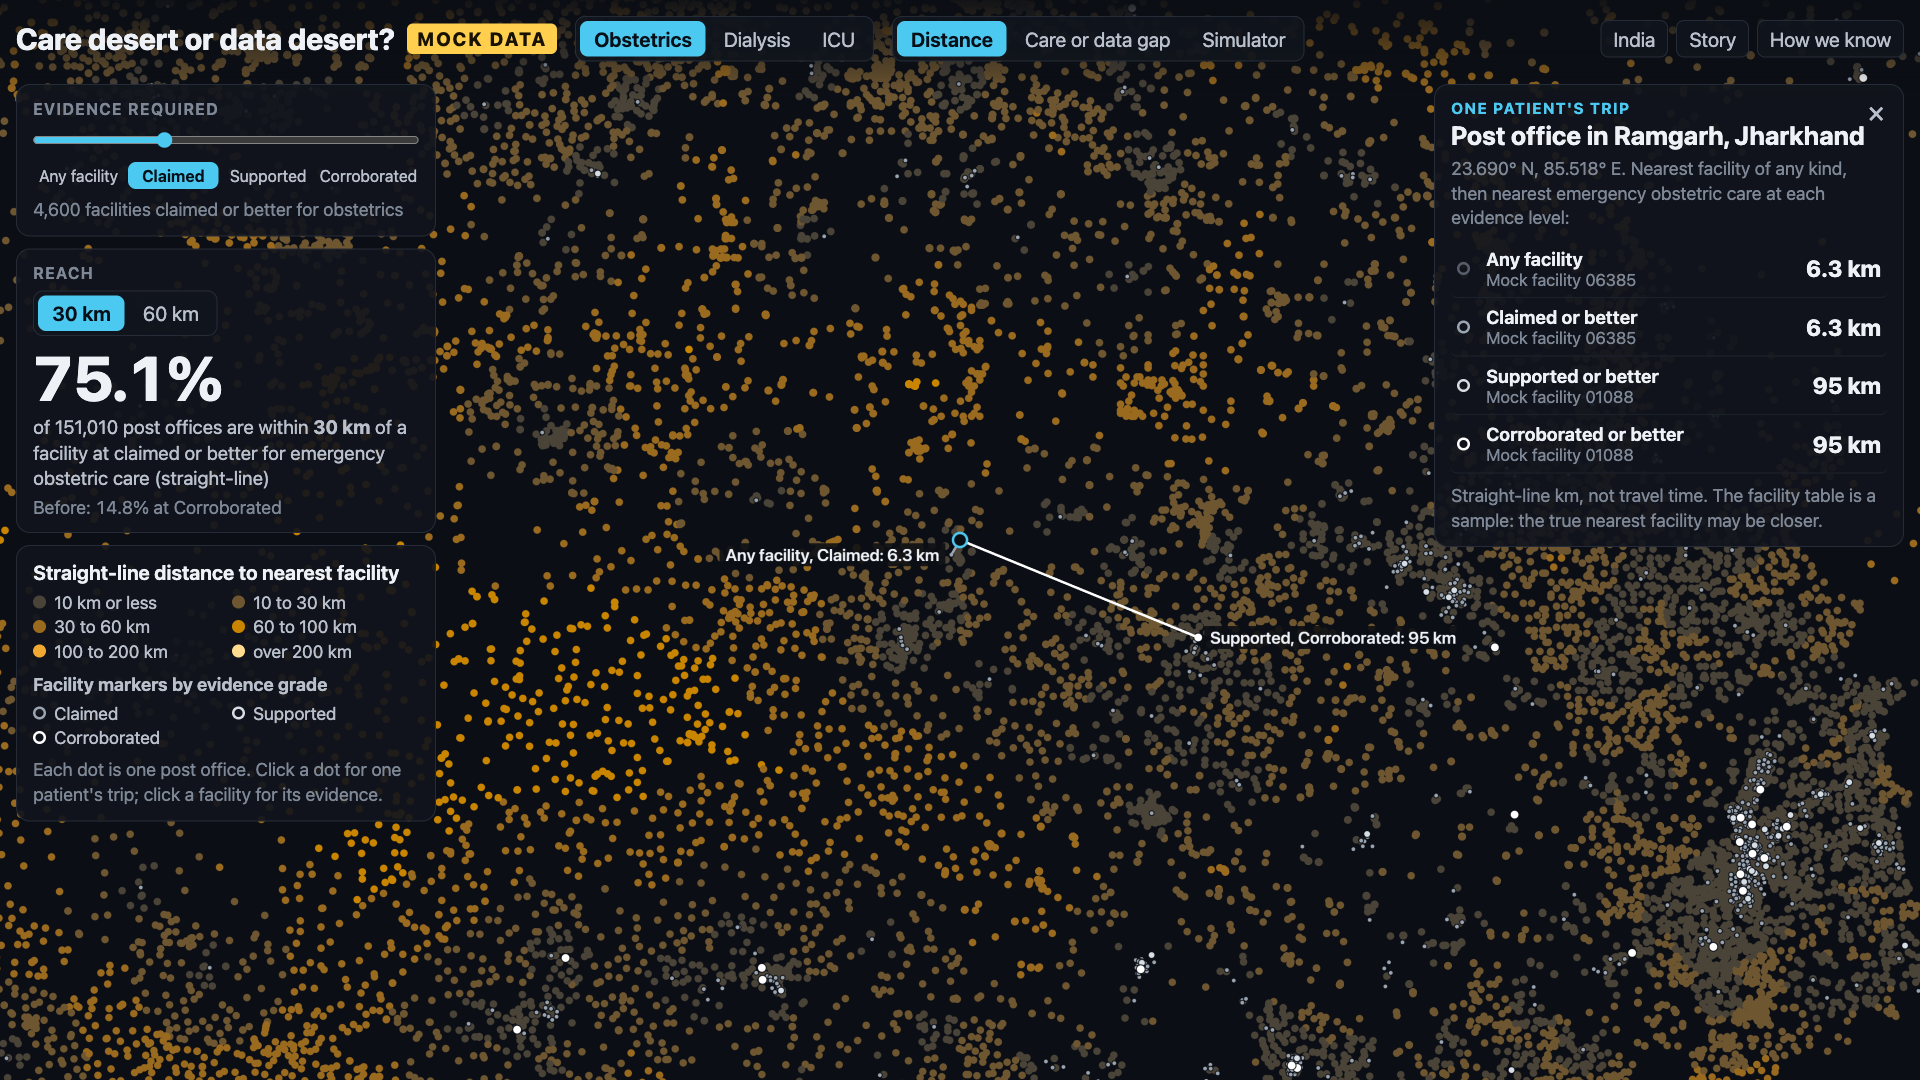 Care desert or data desert?
MOCK DATA
Obstetrics
Dialysis
ICU
Distance
Care or data gap
Simulator
India
Story
How we know
EVIDENCE REQUIRED
Any facility
Claimed
Supported
Corroborated
4,600 facilities claimed or better for obstetrics
REACH
30 km
60 km
75.1%
of 151,010 post offices are within 30 km of a
facility at claimed or better for emergency
obstetric care (straight-line)
Before: 14.8% at Corroborated
Straight-line distance to nearest facility
10 km or less
10 to 30 km
30 to 60 km
60 to 100 km
100 to 200 km
over 200 km
Facility markers by evidence grade
Claimed
Supported
Corroborated
Each dot is one post office. Click a dot for one
patient's trip; click a facility for its evidence.
Any facility, Claimed: 6.3 km
Supported, Corroborated: 95 km
ONE PATIENT'S TRIP
Post office in Ramgarh, Jharkhand
23.690° N, 85.518° E. Nearest facility of any kind,
then nearest emergency obstetric care at each
evidence level:
Any facility
Mock facility 06385
6.3 km
Claimed or better
Mock facility 06385
6.3 km
Supported or better
Mock facility 01088
95 km
Corroborated or better
Mock facility 01088
95 km
Straight-line km, not travel time. The facility table is a
sample: the true nearest facility may be closer.